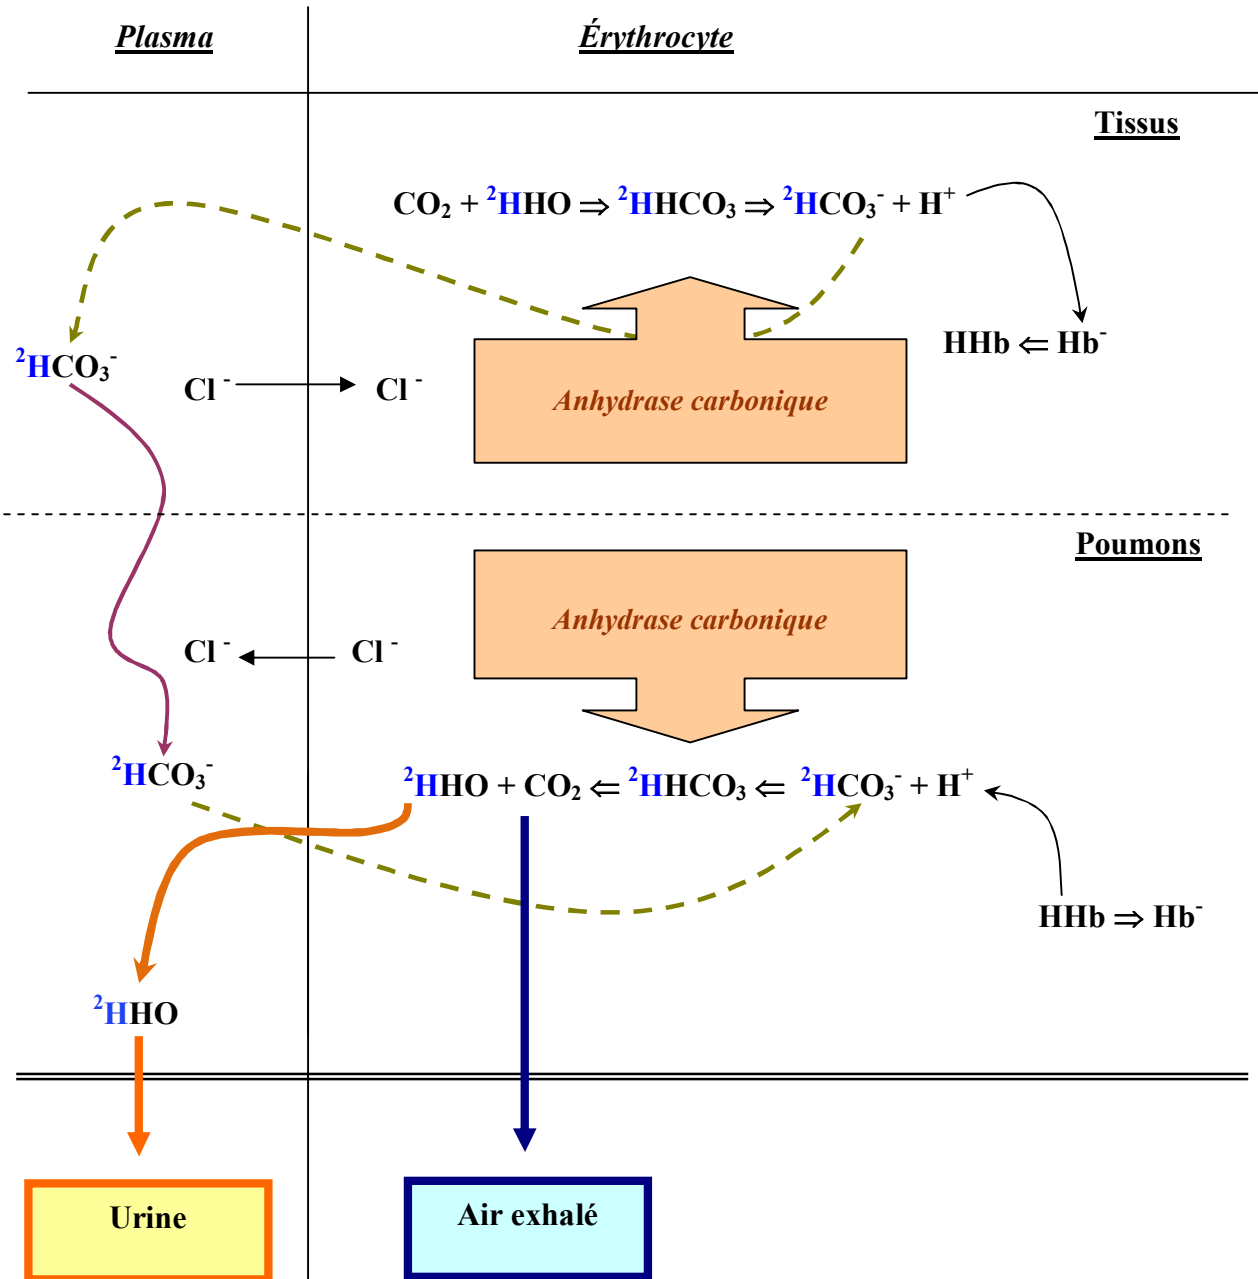 Plasma Érythrocyte
Tissus
CO₂ + ²HHO ⇒ ²HHCO₃ ⇒ ²HCO₃⁻ + H⁺
HHb ⇐ Hb⁻
²HCO₃⁻
Cl⁻ Cl⁻
Anhydrase carbonique
Poumons
Anhydrase carbonique
Cl⁻ Cl⁻
²HCO₃⁻
²HHO + CO₂ ⇐ ²HHCO₃ ⇐ ²HCO₃⁻ + H⁺
HHb ⇒ Hb⁻
²HHO
Urine
Air exhalé